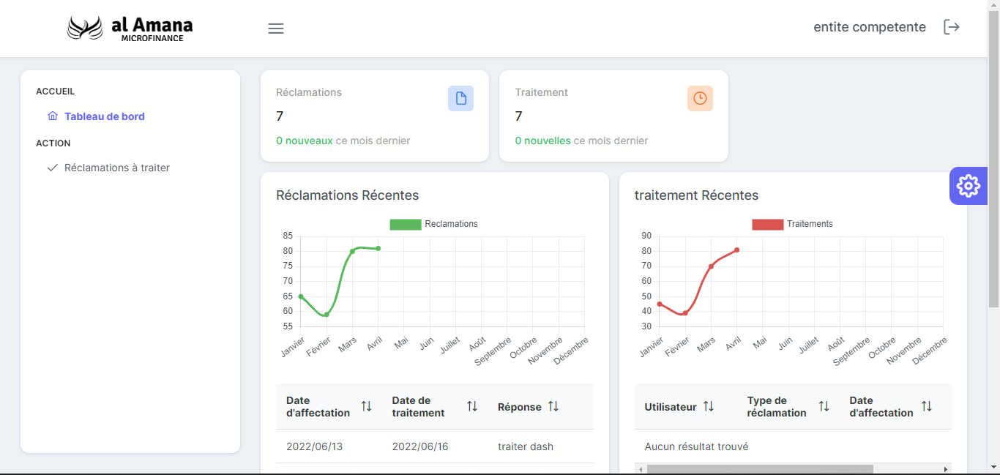 al Amana
MICROFINANCE
entite competente
ACCUEIL
Tableau de bord
ACTION
Réclamations à traiter
Réclamations
7
0 nouveaux ce mois dernier
Traitement
7
0 nouvelles ce mois dernier
Réclamations Récentes
Reclamations
85
80
75
70
65
60
55
Janvier
Février
Mars
Avril
Mai
Juin
Juillet
Août
Septembre
Octobre
Novembre
Décembre
Date
d'affectation
Date de
traitement
Réponse
2022/06/13
2022/06/16
traiter dash
traitement Récentes
Traitements
90
80
70
60
50
40
30
Janvier
Février
Mars
Avril
Mai
Juin
Juillet
Août
Septembre
Octobre
Novembre
Décembre
Utilisateur
Type de
réclamation
Date
d'affectation
Aucun résultat trouvé